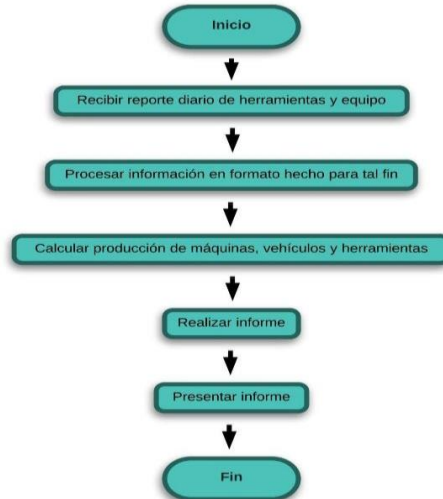 Inicio
Recibir reporte diario de herramientas y equipo
Procesar información en formato hecho para tal fin
Calcular producción de máquinas, vehículos y herramientas
Realizar informe
Presentar informe
Fin